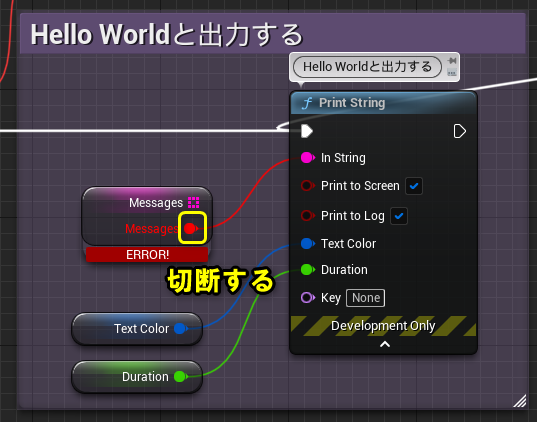 Hello Worldと出力する
Hello Worldと出力する
Print String
In String
Print to Screen
Print to Log
Text Color
Duration
Key None
Development Only
Messages
Messages
ERROR!
切断する
Text Color
Duration